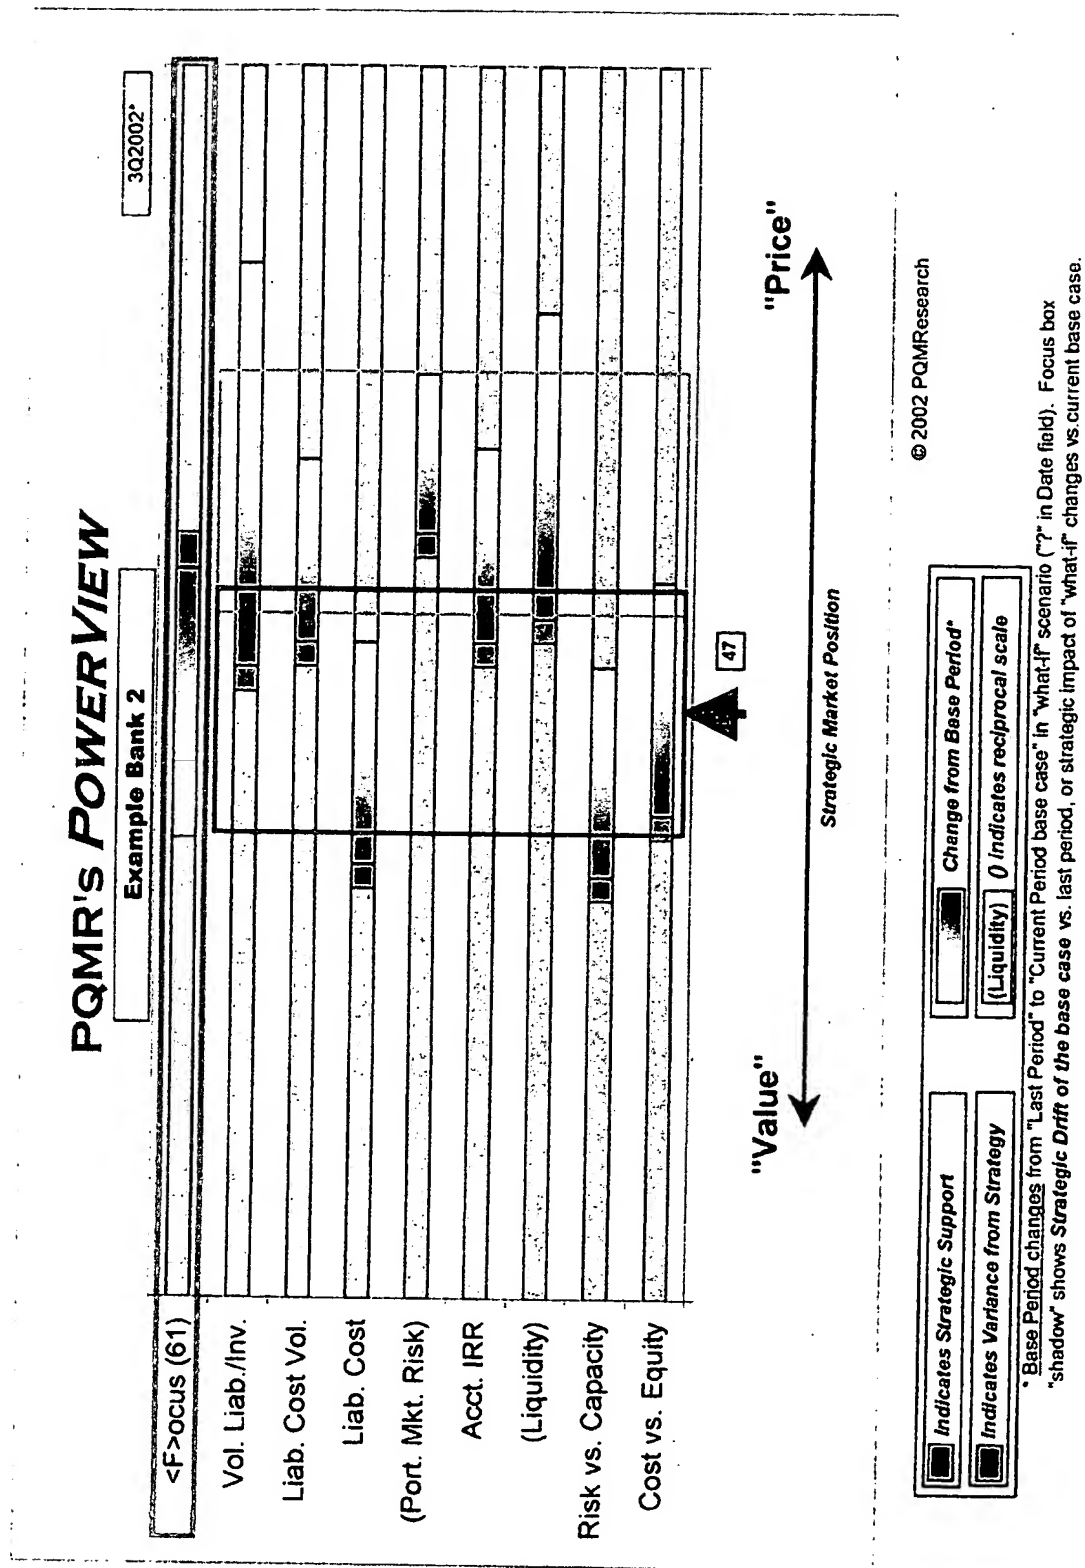 PQMR's POWERVIEW
Example Bank 2
3Q2002*
<F>ocus (61)
Vol. Liab./Inv.
Liab. Cost Vol.
Liab. Cost
(Port. Mkt. Risk)
Acct. IRR
(Liquidity)
Risk vs. Capacity
Cost vs. Equity
47
"Value"
"Price"
Strategic Market Position
© 2002 PQMResearch
Indicates Strategic Support
Change from Base Period*
Indicates Variance from Strategy
(Liquidity) () Indicates reciprocal scale
* Base Period changes from "Last Period" to "Current Period base case" in "what-if" scenario ("?" in Date field). Focus box
"shadow" shows Strategic Drift of the base case vs. last period, or strategic impact of "what-if" changes vs. current base case.